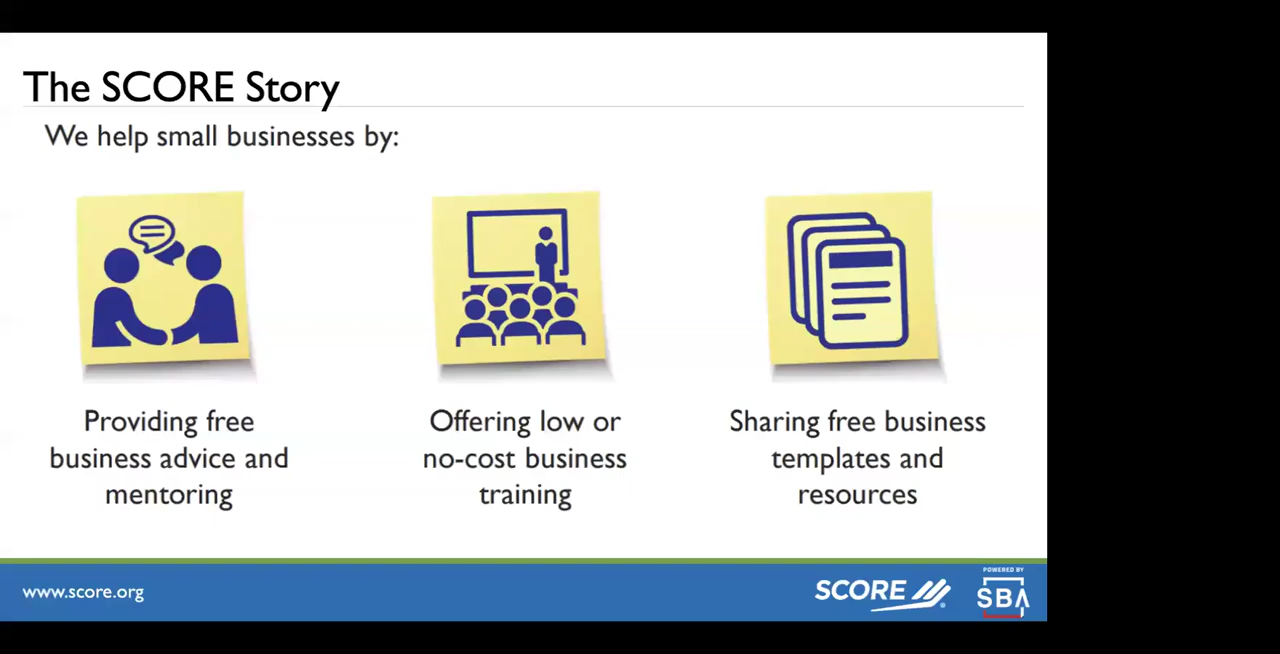 The SCORE Story
We help small businesses by:
Providing free
business advice and
mentoring
Offering low or
no-cost business
training
Sharing free business
templates and
resources
www.score.org
SCORE
POWERED BY
SBA